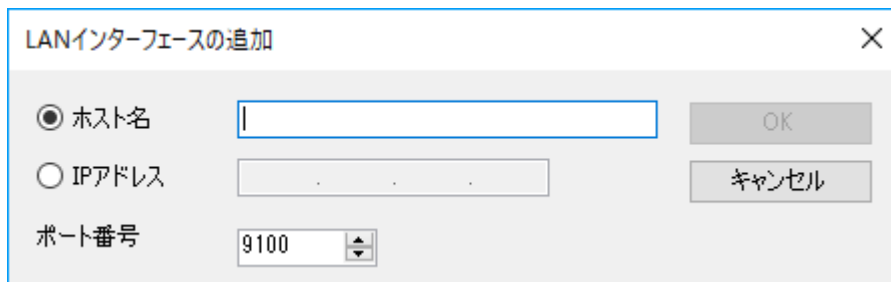 LANインターフェースの追加
ホスト名
OK
IPアドレス
. . .
キャンセル
ポート番号
9100